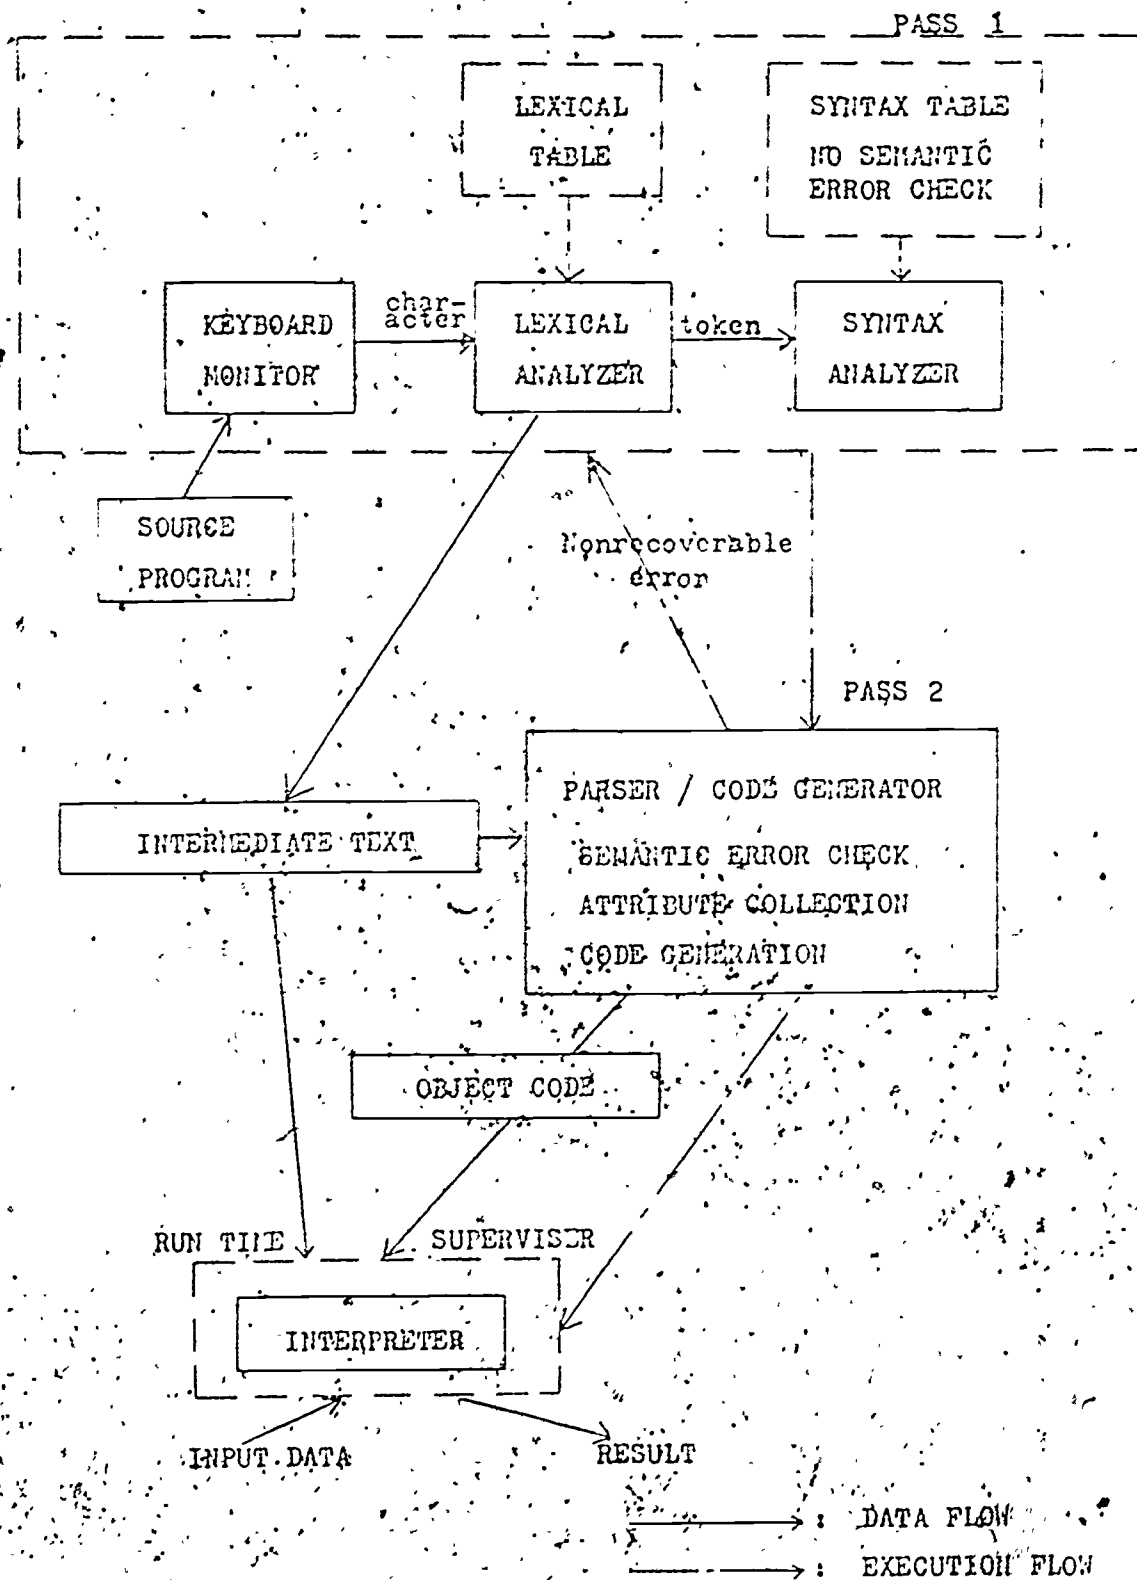 PASS 1
LEXICAL
TABLE
SYNTAX TABLE
NO SEMANTIC
ERROR CHECK
KEYBOARD
MONITOR
char-
acter
LEXICAL
ANALYZER
token
SYNTAX
ANALYZER
SOURCE
PROGRAM
Nonrecoverable
error
PASS 2
PARSER / CODE GENERATOR
SEMANTIC ERROR CHECK
ATTRIBUTE COLLECTION
CODE GENERATION
INTERMEDIATE TEXT
OBJECT CODE
RUN TIME
SUPERVISER
INTERPRETER
INPUT DATA
RESULT
: DATA FLOW
: EXECUTION FLOW